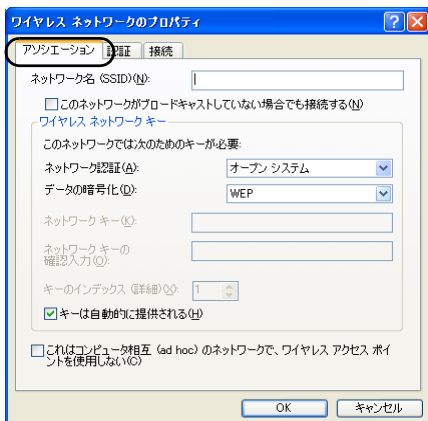 ワイヤレス ネットワークのプロパティ
アソシエーション 認証 接続
ネットワーク名 (SSID)(N):
このネットワークがブロードキャストしていない場合でも接続する(N)
ワイヤレス ネットワーク キー
このネットワークでは次のためのキーが必要:
ネットワーク認証(A): オープン システム
データの暗号化(D): WEP
ネットワーク キー(K):
ネットワーク キーの
確認入力(O):
キーのインデックス (詳細)(X): 1
キーは自動的に提供される(H)
これはコンピュータ相互 (ad hoc) のネットワークで、ワイヤレス アクセス ポイ
ントを使用しない(C)
OK キャンセル